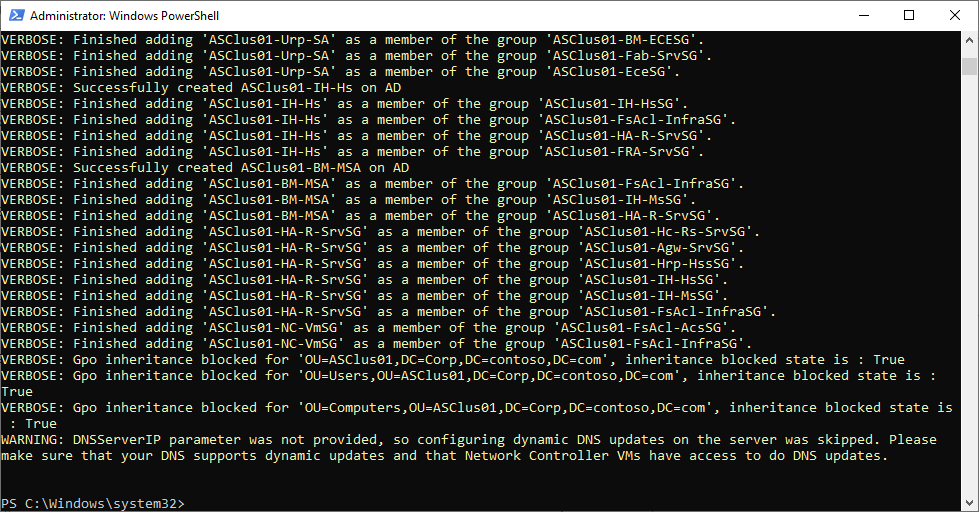 Administrator: Windows PowerShell
VERBOSE: Finished adding 'ASClus01-Urp-SA' as a member of the group 'ASClus01-BM-ECESG'.
VERBOSE: Finished adding 'ASClus01-Urp-SA' as a member of the group 'ASClus01-Fab-SrvSG'.
VERBOSE: Finished adding 'ASClus01-Urp-SA' as a member of the group 'ASClus01-EceSG'.
VERBOSE: Successfully created ASClus01-IH-Hs on AD
VERBOSE: Finished adding 'ASClus01-IH-Hs' as a member of the group 'ASClus01-IH-HsSG'.
VERBOSE: Finished adding 'ASClus01-IH-Hs' as a member of the group 'ASClus01-FsAcl-InfraSG'.
VERBOSE: Finished adding 'ASClus01-IH-Hs' as a member of the group 'ASClus01-HA-R-SrvSG'.
VERBOSE: Finished adding 'ASClus01-IH-Hs' as a member of the group 'ASClus01-FRA-SrvSG'.
VERBOSE: Successfully created ASClus01-BM-MSA on AD
VERBOSE: Finished adding 'ASClus01-BM-MSA' as a member of the group 'ASClus01-FsAcl-InfraSG'.
VERBOSE: Finished adding 'ASClus01-BM-MSA' as a member of the group 'ASClus01-IH-MsSG'.
VERBOSE: Finished adding 'ASClus01-BM-MSA' as a member of the group 'ASClus01-HA-R-SrvSG'.
VERBOSE: Finished adding 'ASClus01-HA-R-SrvSG' as a member of the group 'ASClus01-Hc-Rs-SrvSG'.
VERBOSE: Finished adding 'ASClus01-HA-R-SrvSG' as a member of the group 'ASClus01-Agw-SrvSG'.
VERBOSE: Finished adding 'ASClus01-HA-R-SrvSG' as a member of the group 'ASClus01-Hrp-HssSG'.
VERBOSE: Finished adding 'ASClus01-HA-R-SrvSG' as a member of the group 'ASClus01-IH-HsSG'.
VERBOSE: Finished adding 'ASClus01-HA-R-SrvSG' as a member of the group 'ASClus01-IH-MsSG'.
VERBOSE: Finished adding 'ASClus01-HA-R-SrvSG' as a member of the group 'ASClus01-FsAcl-InfraSG'.
VERBOSE: Finished adding 'ASClus01-NC-VmSG' as a member of the group 'ASClus01-FsAcl-AcsSG'.
VERBOSE: Finished adding 'ASClus01-NC-VmSG' as a member of the group 'ASClus01-FsAcl-InfraSG'.
VERBOSE: Gpo inheritance blocked for 'OU=ASClus01,DC=Corp,DC=contoso,DC=com', inheritance blocked state is : True
VERBOSE: Gpo inheritance blocked for 'OU=Users,OU=ASClus01,DC=Corp,DC=contoso,DC=com', inheritance blocked state is :
True
VERBOSE: Gpo inheritance blocked for 'OU=Computers,OU=ASClus01,DC=Corp,DC=contoso,DC=com', inheritance blocked state is
 : True
WARNING: DNSServerIP parameter was not provided, so configuring dynamic DNS updates on the server was skipped. Please
make sure that your DNS supports dynamic updates and that Network Controller VMs have access to do DNS updates.
PS C:\Windows\system32>